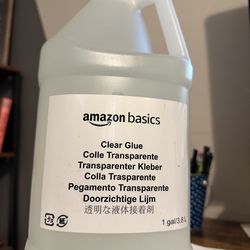 amazon basics
Clear Glue
Colle Transparente
Transparenter Kleber
Colla Trasparente
Pegamento Transparente
Doorzichtige Lijm
透明な液体接着剤
1 gal/3.8 L